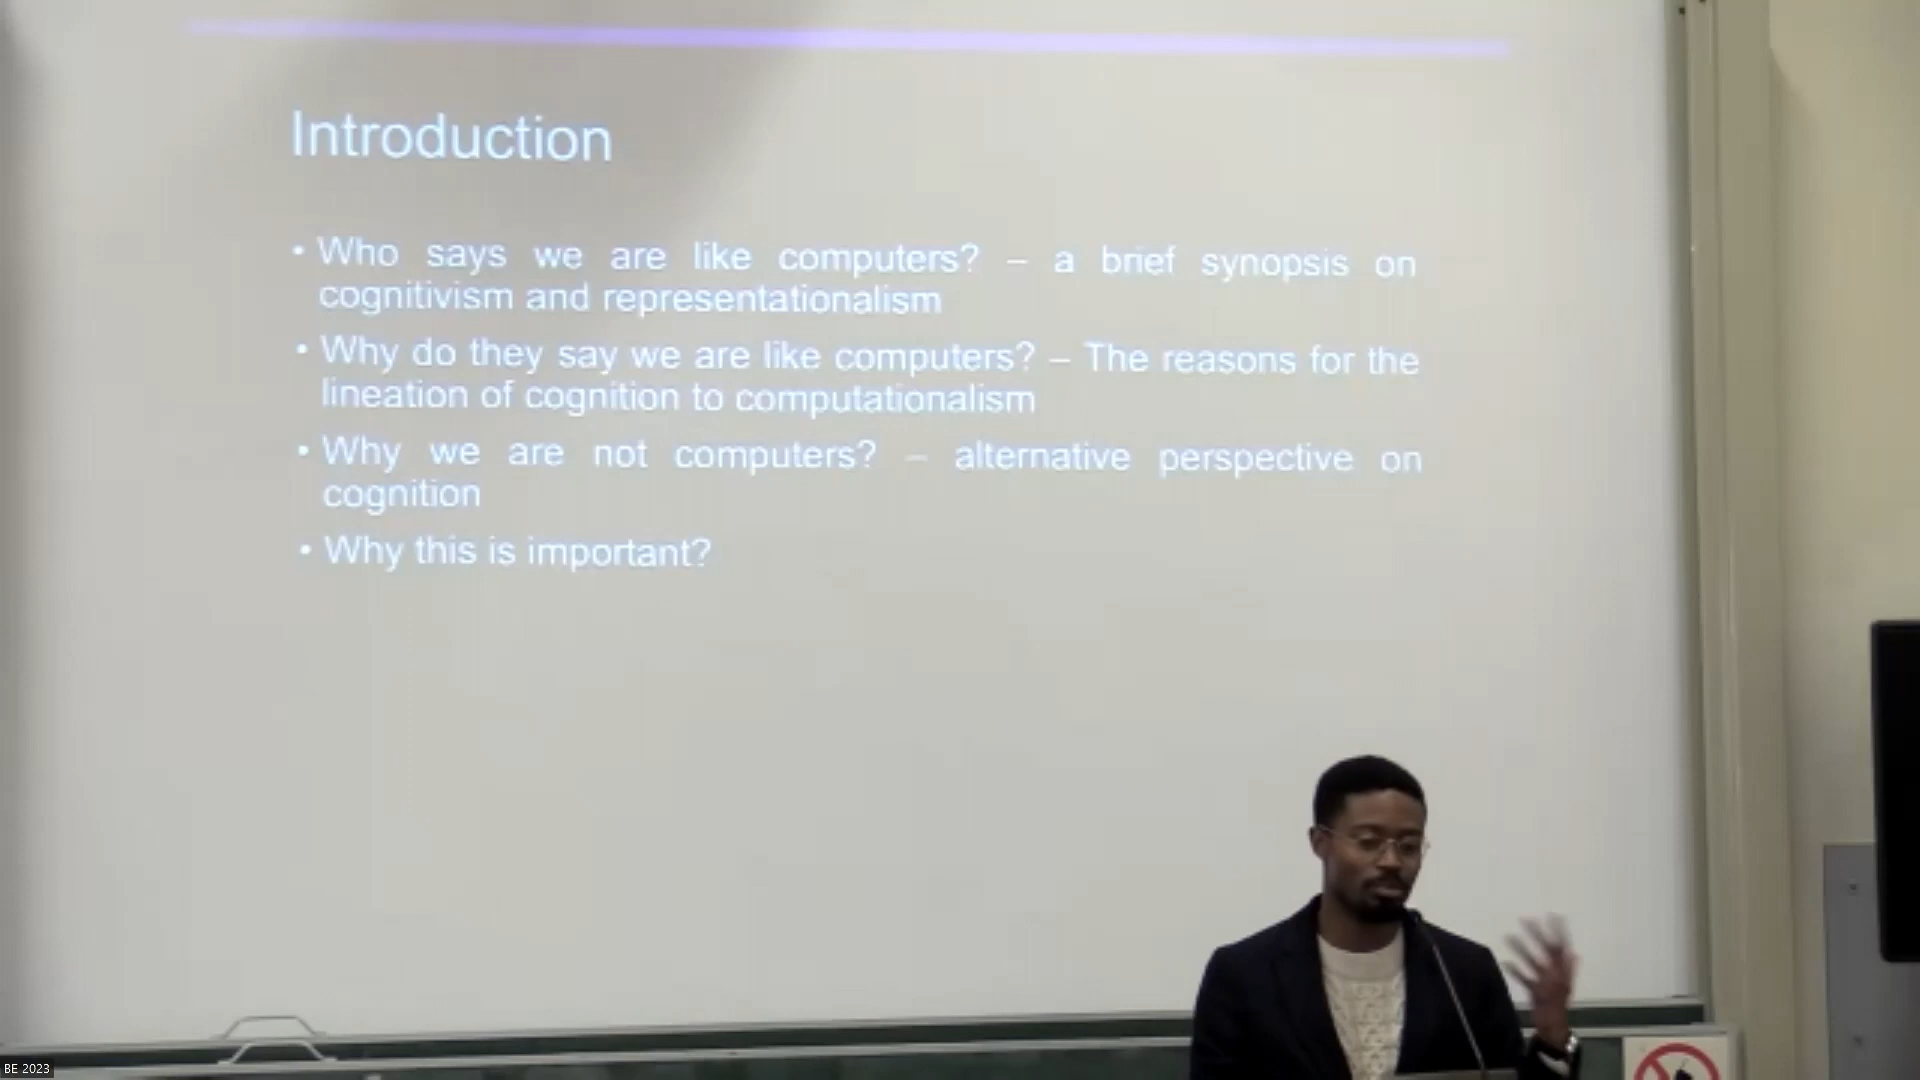 Introduction
• Who says we are like computers? – a brief synopsis on
cognitivism and representationalism
• Why do they say we are like computers? – The reasons for the
lineation of cognition to computationalism
• Why we are not computers? – alternative perspective on
cognition
• Why this is important?
BE 2023